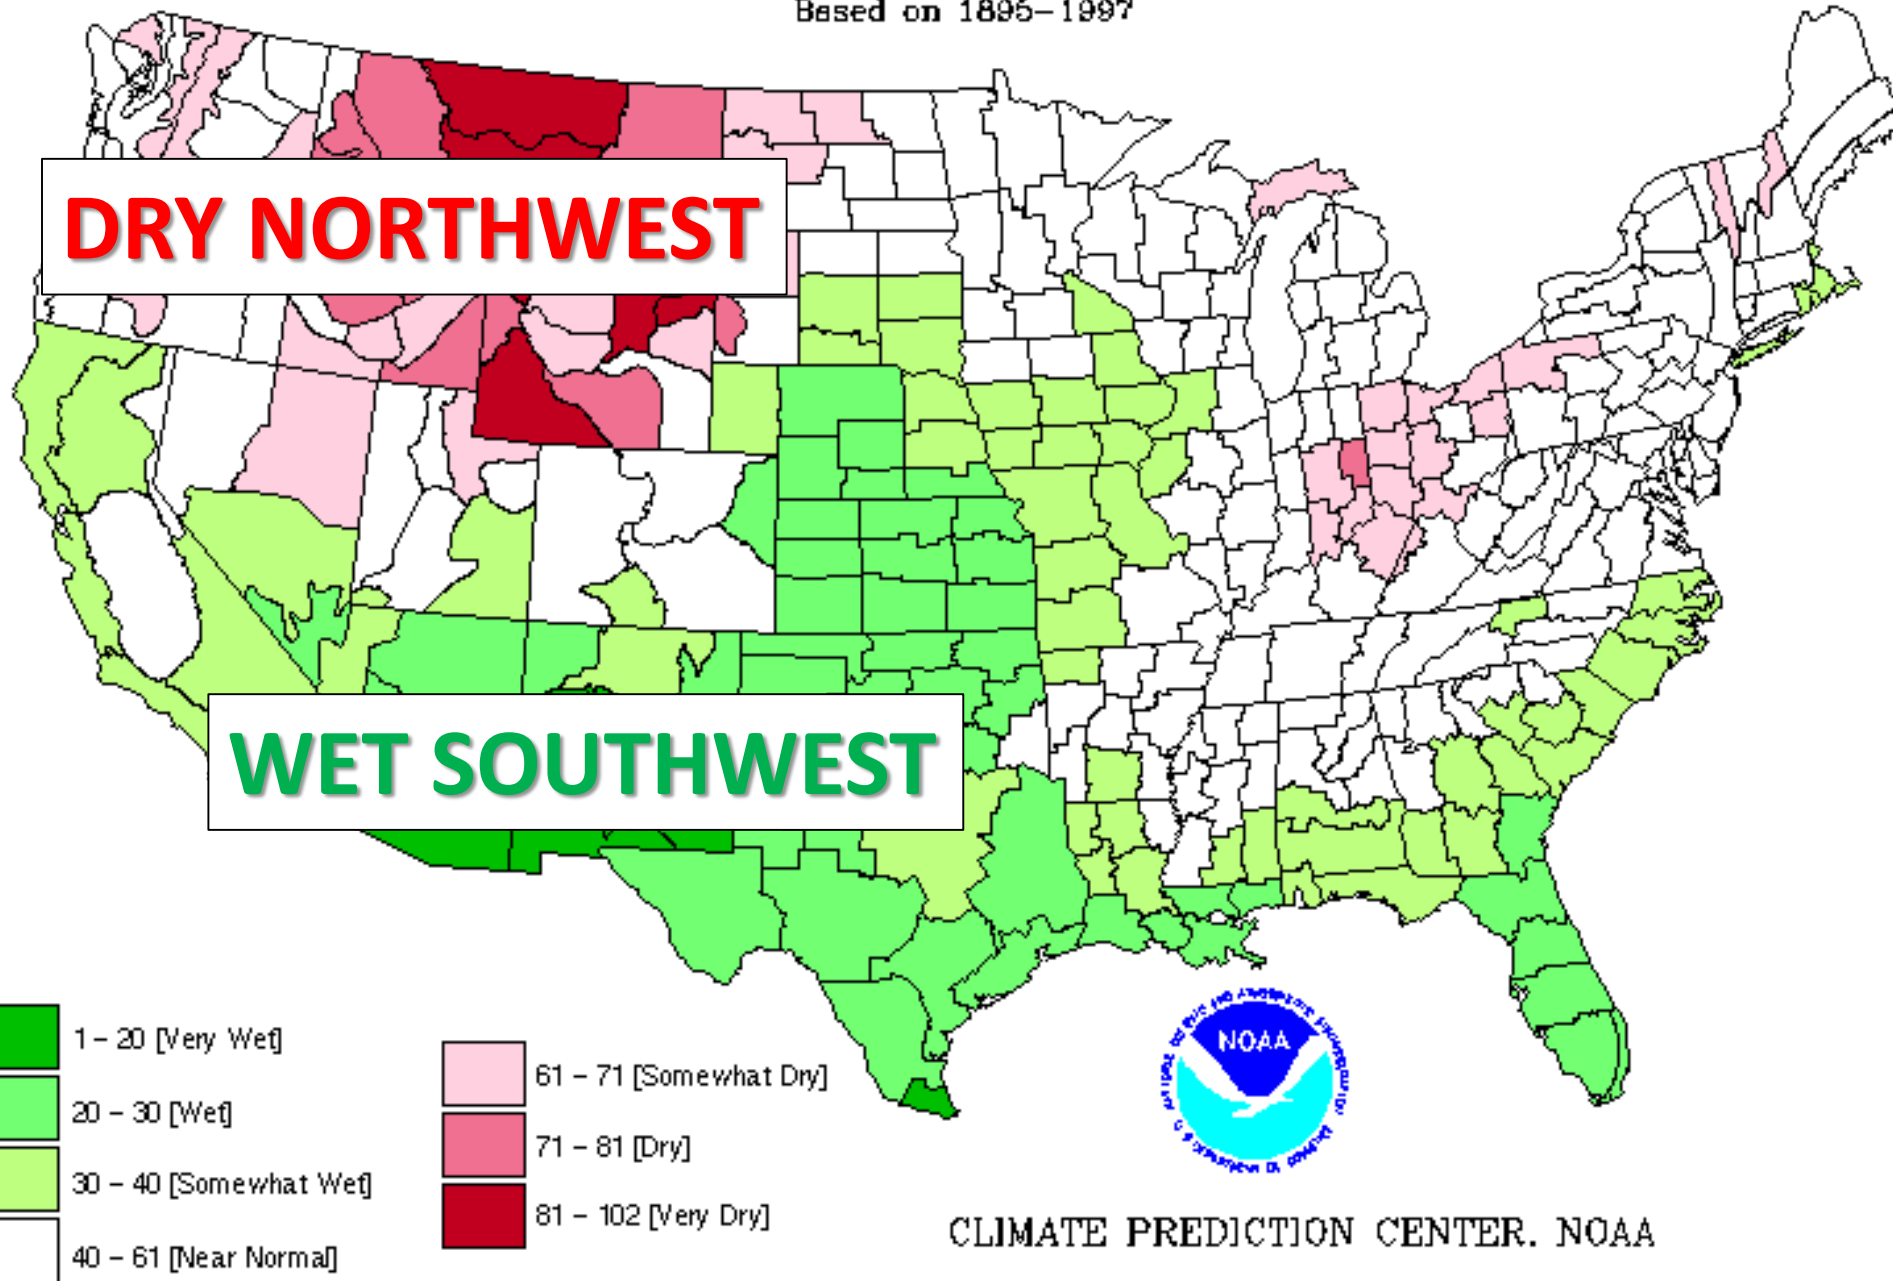 Based on 1895-1997
DRY NORTHWEST
WET SOUTHWEST
1 - 20 [Very Wet]
20 - 30 [Wet]
30 - 40 [Somewhat Wet]
40 - 61 [Near Normal]
61 - 71 [Somewhat Dry]
71 - 81 [Dry]
81 - 102 [Very Dry]
NOAA
CLIMATE PREDICTION CENTER. NOAA